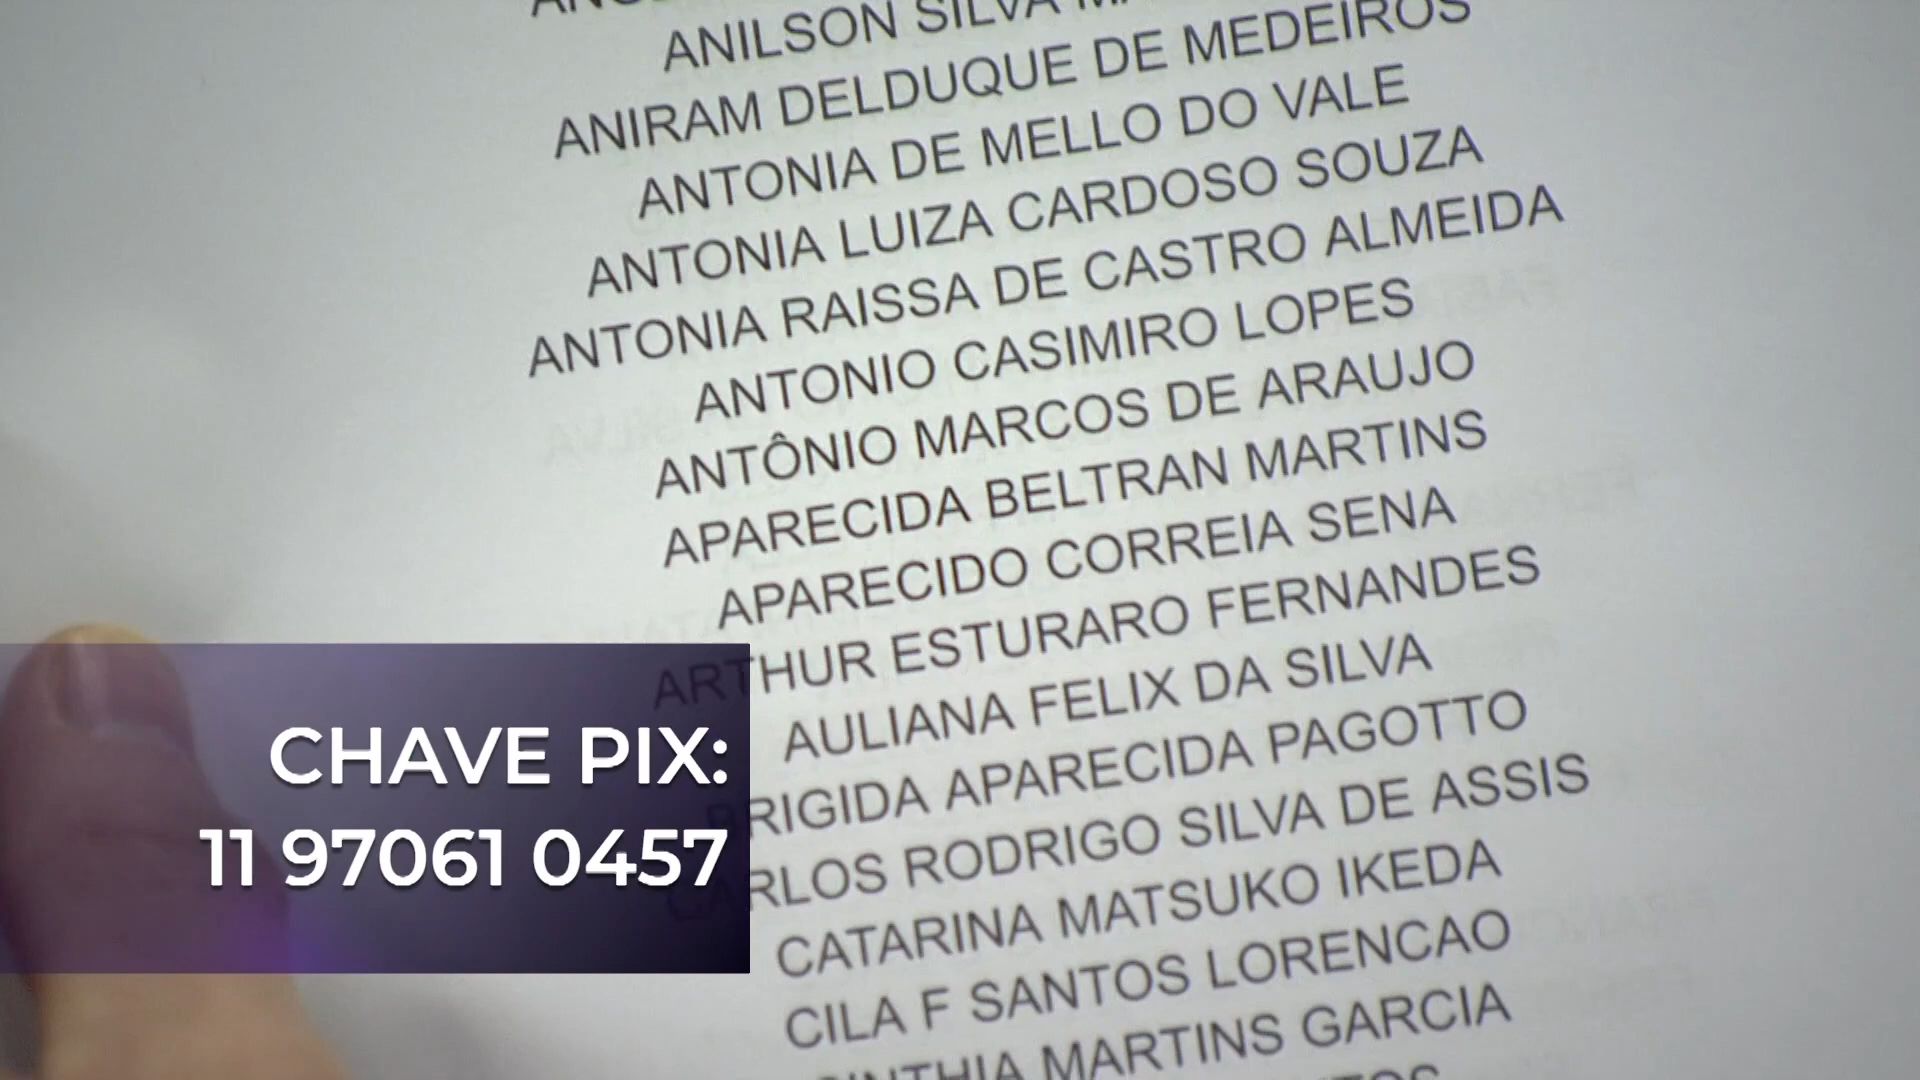 ANILSON SILVA
ANIRAM DELDUQUE DE MEDEIROS
ANTONIA DE MELLO DO VALE
ANTONIA LUIZA CARDOSO SOUZA
ANTONIA RAISSA DE CASTRO ALMEIDA
ANTONIO CASIMIRO LOPES
ANTÔNIO MARCOS DE ARAUJO
APARECIDA BELTRAN MARTINS
APARECIDO CORREIA SENA
ARTHUR ESTURARO FERNANDES
AULIANA FELIX DA SILVA
BRIGIDA APARECIDA PAGOTTO
CARLOS RODRIGO SILVA DE ASSIS
CATARINA MATSUKO IKEDA
CILA F SANTOS LORENCAO
MARTINS GARCIA
CHAVE PIX:
11 97061 0457